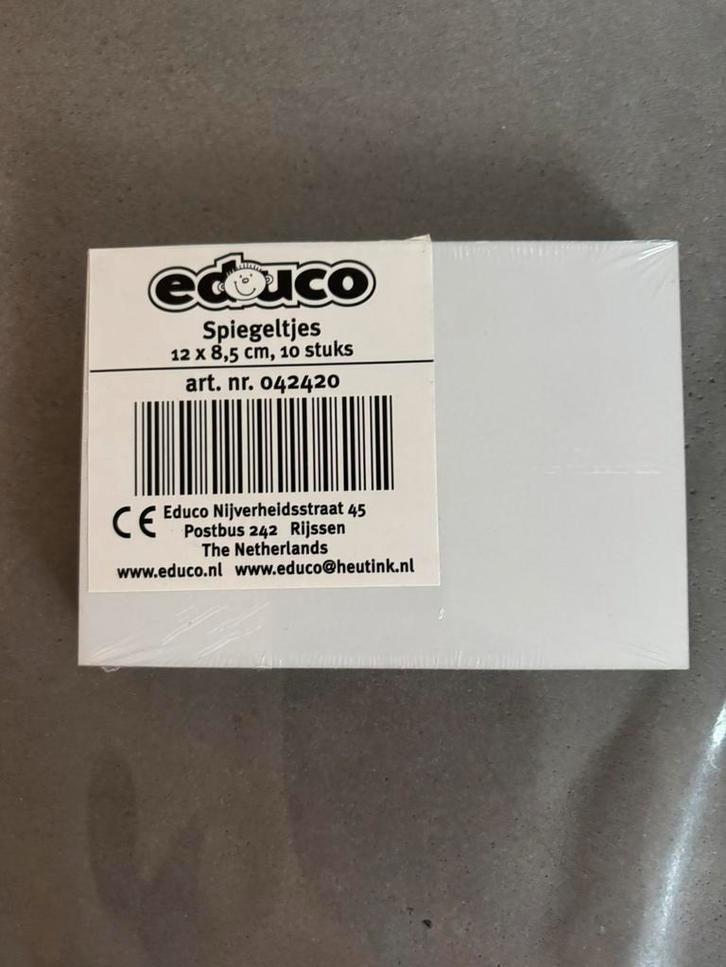 educo
Spiegeltjes
12 x 8,5 cm, 10 stuks
art. nr. 042420
CE
Educo Nijverheidsstraat 45
Postbus 242 Rijssen
The Netherlands
www.educo.nl www.educo@heutink.nl